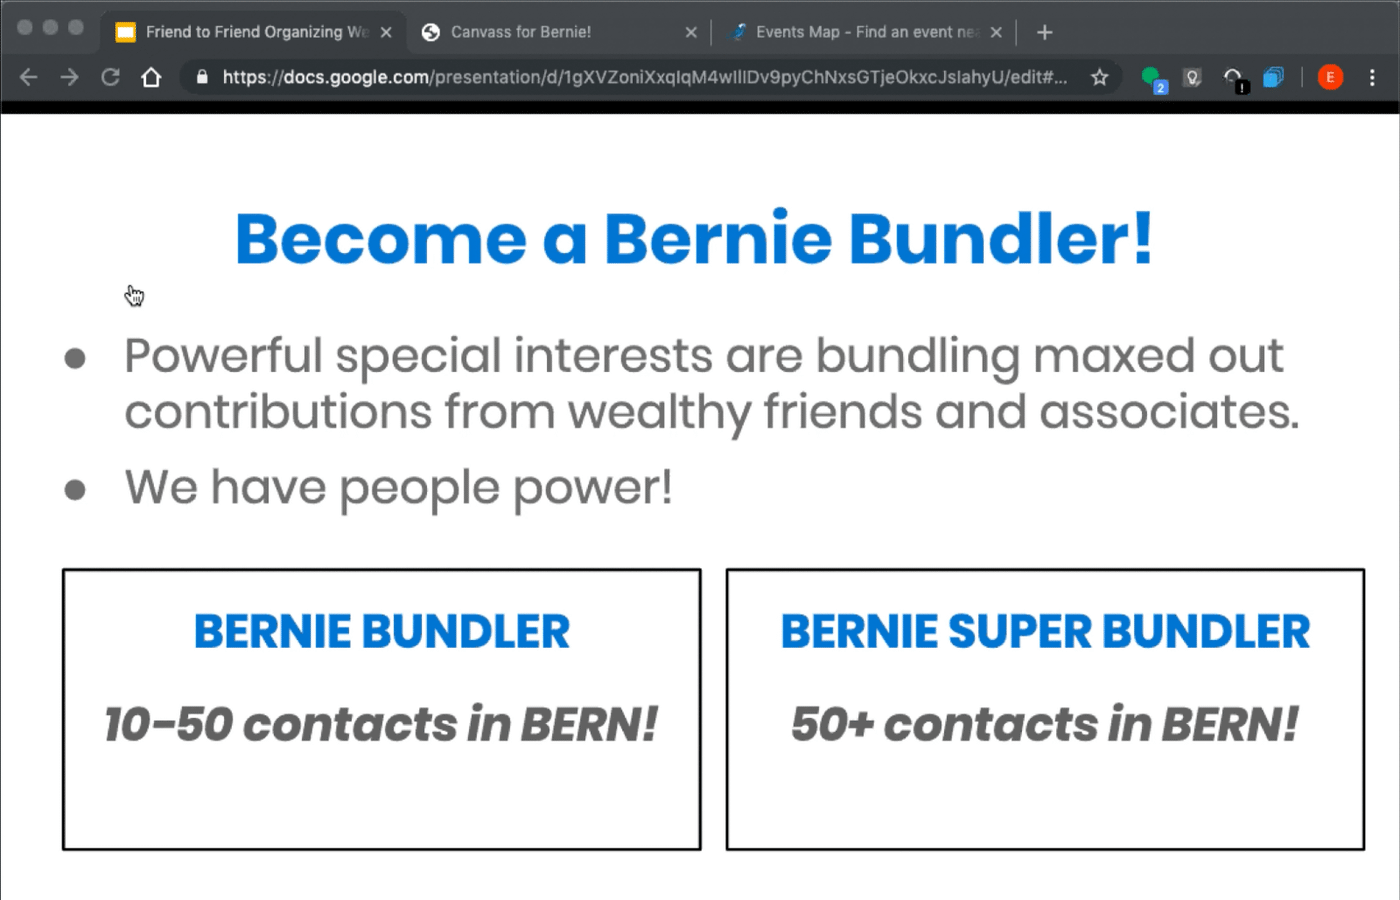 Friend to Friend Organizing We
Canvass for Bernie!
Events Map - Find an event nea
https://docs.google.com/presentation/d/1gXVZoniXxqIqM4wIlIDv9pyChNxsGTjeOkxcJslahyU/edit#...
2
!
E
Become a Bernie Bundler!
● Powerful special interests are bundling maxed out
contributions from wealthy friends and associates.
● We have people power!
BERNIE BUNDLER
10-50 contacts in BERN!
BERNIE SUPER BUNDLER
50+ contacts in BERN!